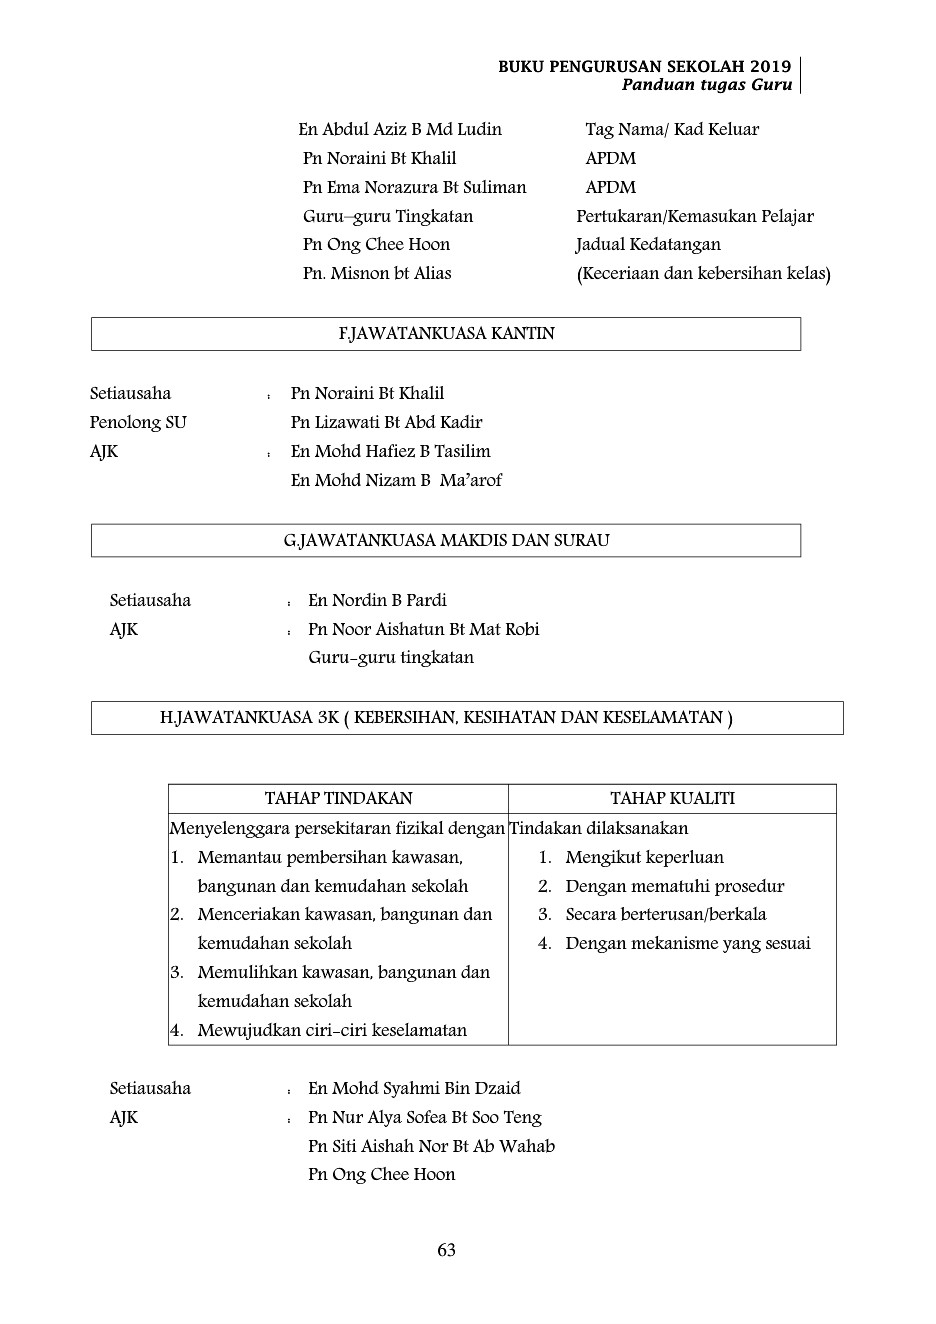 BUKU PENGURUSAN SEKOLAH 2019
Panduan tugas Guru
En Abdul Aziz B Md Ludin Tag Nama/ Kad Keluar
Pn Noraini Bt Khalil APDM
Pn Ema Norazura Bt Suliman APDM
Guru–guru Tingkatan Pertukaran/Kemasukan Pelajar
Pn Ong Chee Hoon Jadual Kedatangan
Pn. Misnon bt Alias (Keceriaan dan kebersihan kelas)
F.JAWATANKUASA KANTIN
Setiausaha : Pn Noraini Bt Khalil
Penolong SU Pn Lizawati Bt Abd Kadir
AJK : En Mohd Hafiez B Tasilim
En Mohd Nizam B Ma’arof
G.JAWATANKUASA MAKDIS DAN SURAU
Setiausaha : En Nordin B Pardi
AJK : Pn Noor Aishatun Bt Mat Robi
Guru-guru tingkatan
H.JAWATANKUASA 3K ( KEBERSIHAN, KESIHATAN DAN KESELAMATAN )
TAHAP TINDAKAN TAHAP KUALITI
Menyelenggara persekitaran fizikal dengan Tindakan dilaksanakan
1. Memantau pembersihan kawasan, 1. Mengikut keperluan
bangunan dan kemudahan sekolah 2. Dengan mematuhi prosedur
2. Menceriakan kawasan, bangunan dan 3. Secara berterusan/berkala
kemudahan sekolah 4. Dengan mekanisme yang sesuai
3. Memulihkan kawasan, bangunan dan
kemudahan sekolah
4. Mewujudkan ciri-ciri keselamatan
Setiausaha : En Mohd Syahmi Bin Dzaid
AJK : Pn Nur Alya Sofea Bt Soo Teng
Pn Siti Aishah Nor Bt Ab Wahab
Pn Ong Chee Hoon
63